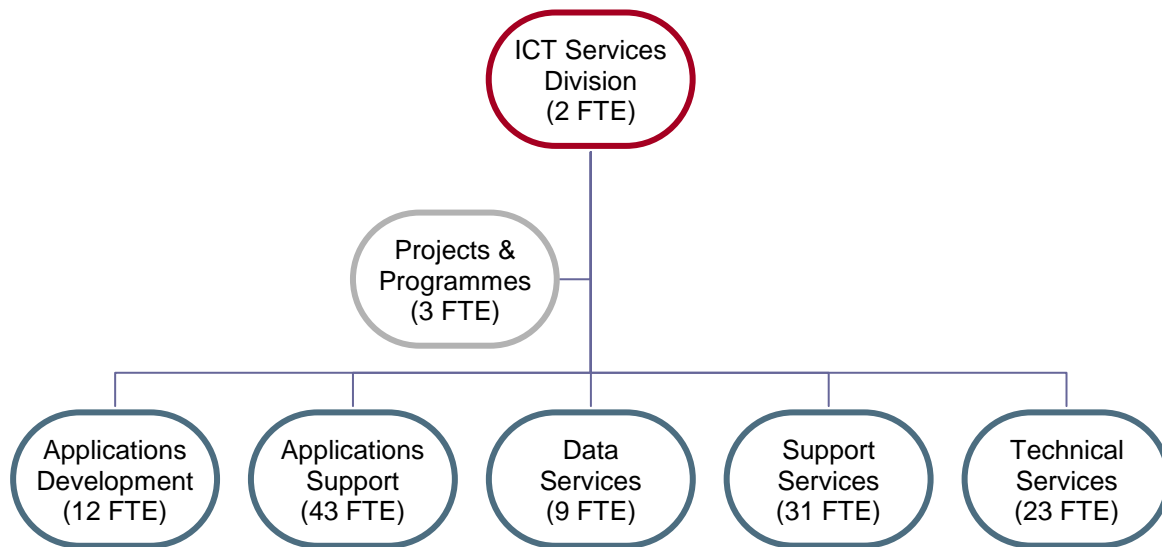 ICT Services
Division
(2 FTE)
Projects &
Programmes
(3 FTE)
Applications
Development
(12 FTE)
Applications
Support
(43 FTE)
Data
Services
(9 FTE)
Support
Services
(31 FTE)
Technical
Services
(23 FTE)